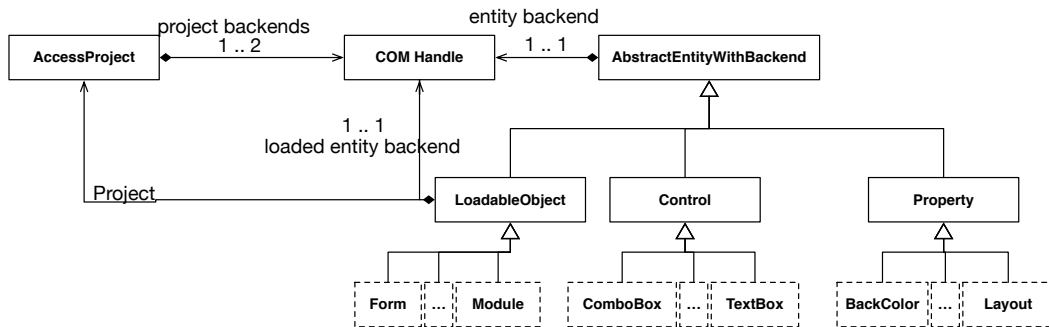 project backends
entity backend
1 .. 2
1 .. 1
AccessProject
COM Handle
AbstractEntityWithBackend
1 .. 1
loaded entity backend
Project
LoadableObject
Control
Property
Form
...
Module
ComboBox
...
TextBox
BackColor
...
Layout